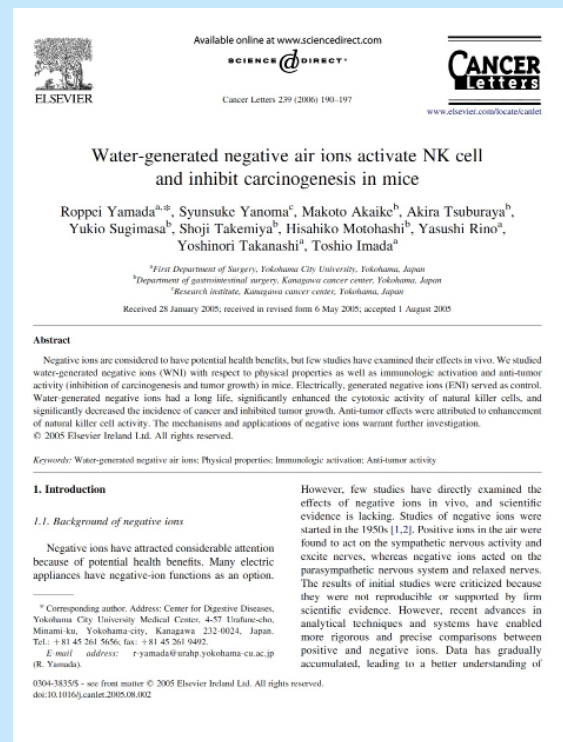 Available online at www.sciencedirect.com
SCIENCE @ DIRECT•
ELSEVIER
Cancer Letters 239 (2006) 190–197
CANCER
Letters
www.elsevier.com/locate/canlet
Water-generated negative air ions activate NK cell
and inhibit carcinogenesis in mice
Roppei Yamadaᵃ,*, Syunsuke Yanomaᶜ, Makoto Akaikeᵇ, Akira Tsuburayaᵇ,
Yukio Sugimasaᵇ, Shoji Takemiyaᵇ, Hisahiko Motohashiᵇ, Yasushi Rinoᵃ,
Yoshinori Takanashiᵃ, Toshio Imadaᵃ
ᵃFirst Department of Surgery, Yokohama City University, Yokohama, Japan
ᵇDepartment of gastrointestinal surgery, Kanagawa cancer center, Yokohama, Japan
ᶜResearch institute, Kanagawa cancer center, Yokohama, Japan
Received 28 January 2005; received in revised form 6 May 2005; accepted 1 August 2005
Abstract
Negative ions are considered to have potential health benefits, but few studies have examined their effects in vivo. We studied
water-generated negative ions (WNI) with respect to physical properties as well as immunologic activation and anti-tumor
activity (inhibition of carcinogenesis and tumor growth) in mice. Electrically, generated negative ions (ENI) served as control.
Water-generated negative ions had a long life, significantly enhanced the cytotoxic activity of natural killer cells, and
significantly decreased the incidence of cancer and inhibited tumor growth. Anti-tumor effects were attributed to enhancement
of natural killer cell activity. The mechanisms and applications of negative ions warrant further investigation.
© 2005 Elsevier Ireland Ltd. All rights reserved.
Keywords: Water-generated negative air ions; Physical properties; Immunologic activation; Anti-tumor activity
1. Introduction
1.1. Background of negative ions
Negative ions have attracted considerable attention
because of potential health benefits. Many electric
appliances have negative-ion functions as an option.
* Corresponding author. Address: Center for Digestive Diseases,
Yokohama City University Medical Center, 4-57 Urafune-cho,
Minami-ku, Yokohama-city, Kanagawa 232-0024, Japan.
Tel.: +81 45 261 5656; fax: +81 45 261 9492.
E-mail address: r-yamada@urahp.yokohama-cu.ac.jp
(R. Yamada).
However, few studies have directly examined the
effects of negative ions in vivo, and scientific
evidence is lacking. Studies of negative ions were
started in the 1950s [1,2]. Positive ions in the air were
found to act on the sympathetic nervous activity and
excite nerves, whereas negative ions acted on the
parasympathetic nervous system and relaxed nerves.
The results of initial studies were criticized because
they were not reproducible or supported by firm
scientific evidence. However, recent advances in
analytical techniques and systems have enabled
more rigorous and precise comparisons between
positive and negative ions. Data has gradually
accumulated, leading to a better understanding of
0304-3835/$ - see front matter © 2005 Elsevier Ireland Ltd. All rights reserved.
doi:10.1016/j.canlet.2005.08.002